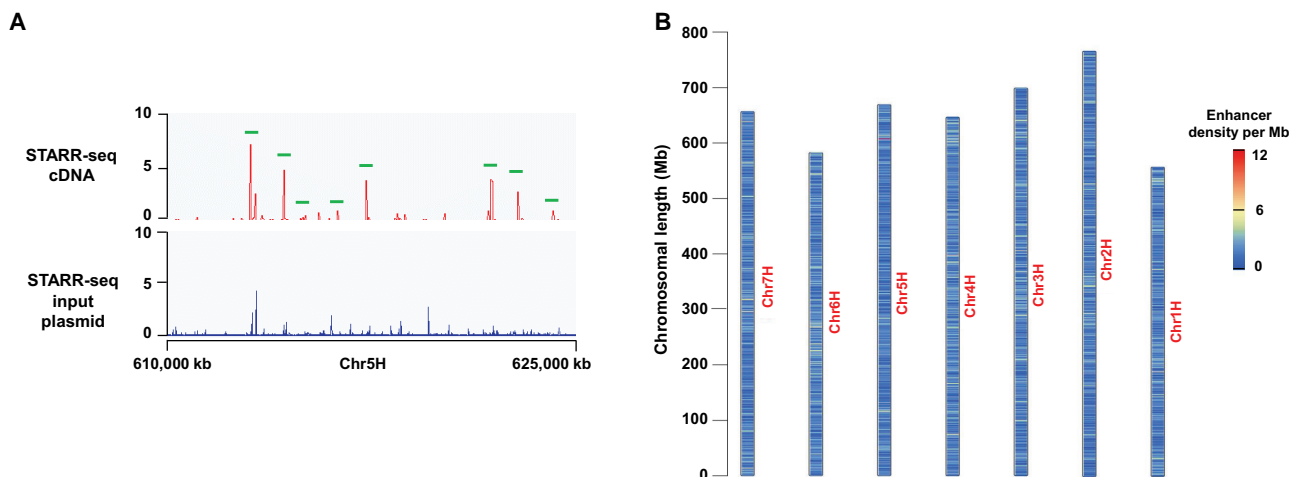 A
STARR-seq
cDNA
10
5
0
STARR-seq
input
plasmid
10
5
0
610,000 kb
Chr5H
625,000 kb
B
Chromosomal length (Mb)
800
700
600
500
400
300
200
100
0
Chr7H
Chr6H
Chr5H
Chr4H
Chr3H
Chr2H
Chr1H
Enhancer
density per Mb
12
6
0